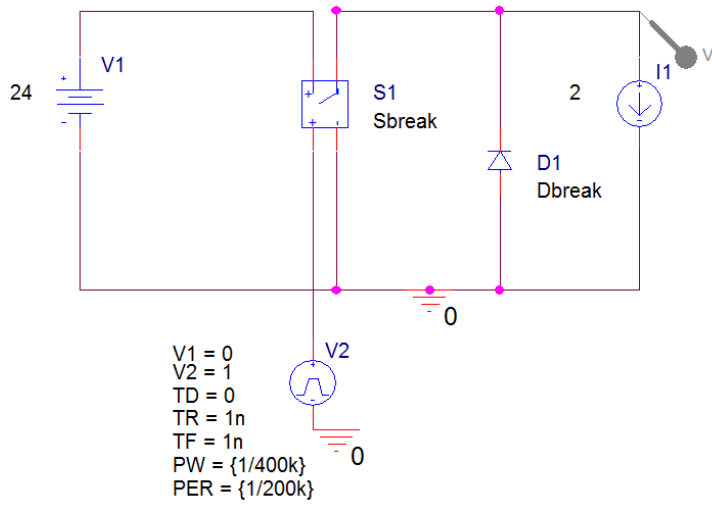 V1
24
S1
Sbreak
2
I1
V
D1
Dbreak
0
V2
V1 = 0
V2 = 1
TD = 0
TR = 1n
TF = 1n
PW = {1/400k}
PER = {1/200k}
0